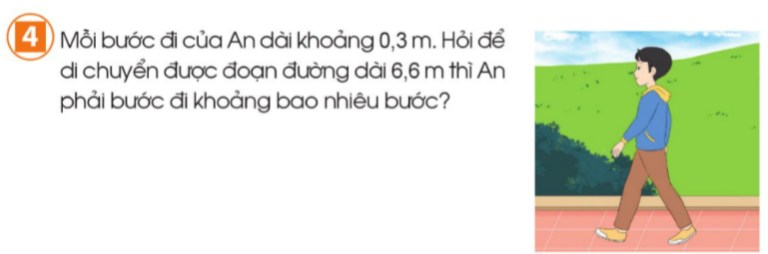 4 Mỗi bước đi của An dài khoảng 0,3 m. Hỏi để
di chuyển được đoạn đường dài 6,6 m thì An
phải bước đi khoảng bao nhiêu bước?